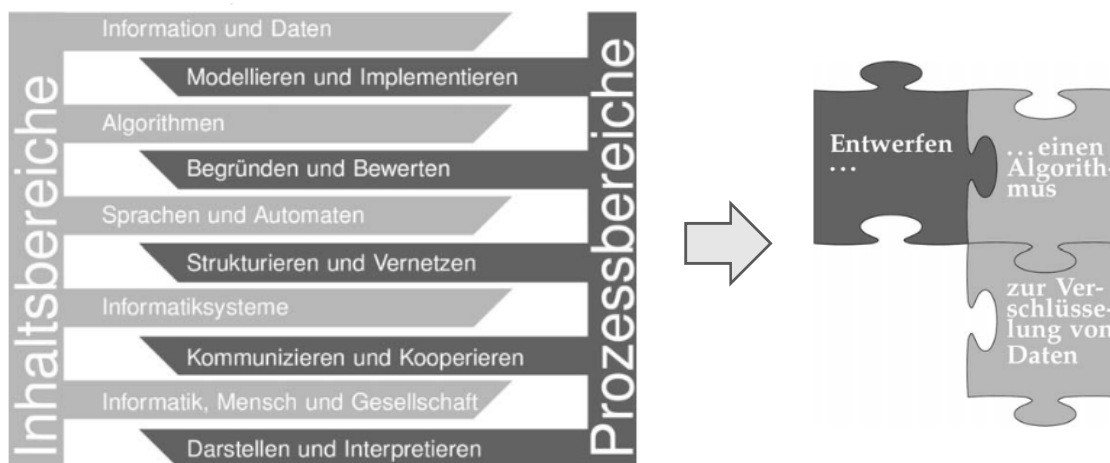 Inhaltsbereiche
Information und Daten
Modellieren und Implementieren
Algorithmen
Begründen und Bewerten
Sprachen und Automaten
Strukturieren und Vernetzen
Informatiksysteme
Kommunizieren und Kooperieren
Informatik, Mensch und Gesellschaft
Darstellen und Interpretieren
Prozessbereiche
Entwerfen
...
...einen
Algorith-
mus
zur Ver-
schlüsse-
lung von
Daten